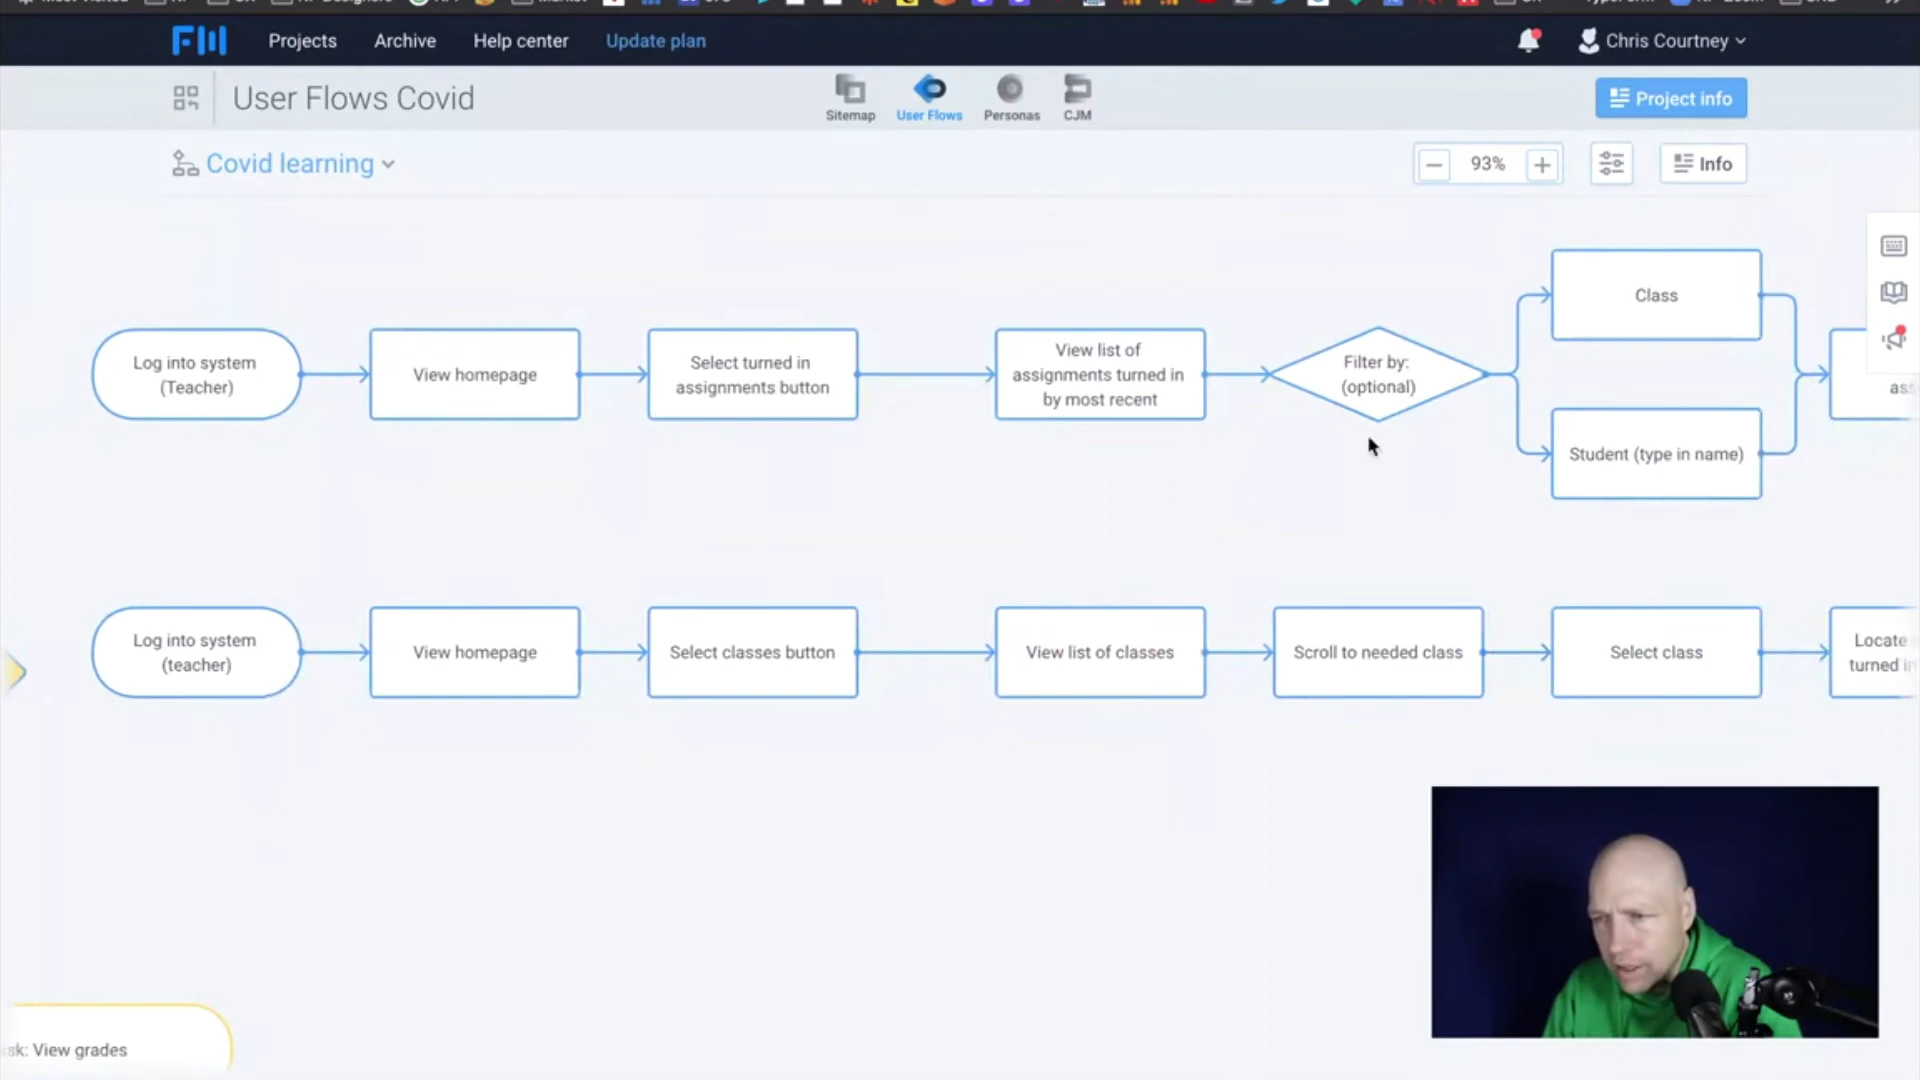 Projects
Archive
Help center
Update plan
Chris Courtney
User Flows Covid
Sitemap
User Flows
Personas
CJM
Project info
Covid learning
93%
Info
Log into system
(Teacher)
View homepage
Select turned in
assignments button
View list of
assignments turned in
by most recent
Filter by:
(optional)
Class
Student (type in name)
Log into system
(teacher)
View homepage
Select classes button
View list of classes
Scroll to needed class
Select class
Locate
turned in
View grades